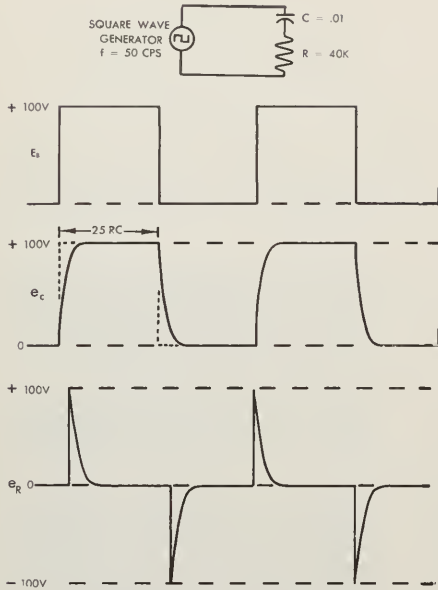 SQUARE WAVE
GENERATOR
f = 50 CPS
C = .01
R = 40K
+ 100V
Es
25 RC
+ 100V
ec
0
+ 100V
eR 0
- 100V